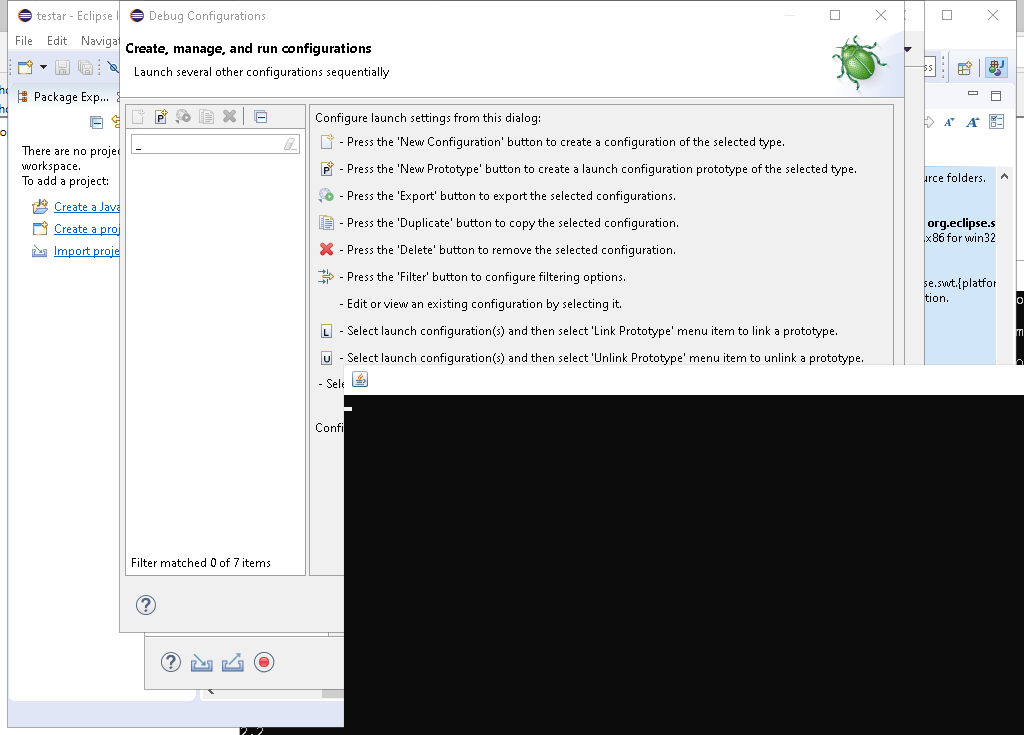 testar - Eclipse
Debug Configurations
File Edit Navigat
Create, manage, and run configurations
Launch several other configurations sequentially
ss
Package Exp...
Configure launch settings from this dialog:
- Press the 'New Configuration' button to create a configuration of the selected type.
There are no projec
- Press the 'New Prototype' button to create a launch configuration prototype of the selected type.
workspace.
To add a project:
urce folders.
- Press the 'Export' button to export the selected configurations.
Create a Java
Create a proj
- Press the 'Duplicate' button to copy the selected configuration.
org.eclipse.s
.x86 for win32
Import proje
- Press the 'Delete' button to remove the selected configuration.
- Press the 'Filter' button to configure filtering options.
se.swt.{platfor
tion.
- Edit or view an existing configuration by selecting it.
L - Select launch configuration(s) and then select 'Link Prototype' menu item to link a prototype.
U - Select launch configuration(s) and then select 'Unlink Prototype' menu item to unlink a prototype.
- Sele
Confi
Filter matched 0 of 7 items
2.2